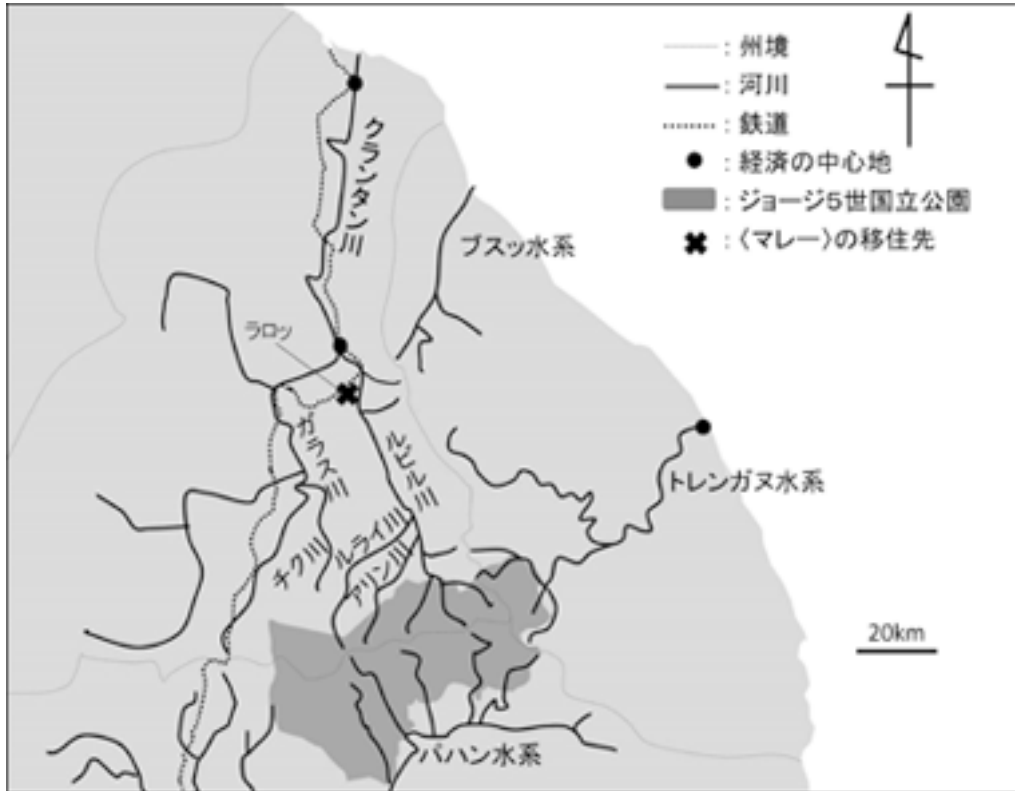 ：州境
：河川
：鉄道
：経済の中心地
：ジョージ5世国立公園
：〈マレー〉の移住先
クランタン川
ブスッ水系
ラロッ
ガラス川
ルビル川
トレンガヌ水系
ルライ川
アリン川
チク川
20km
パハン水系